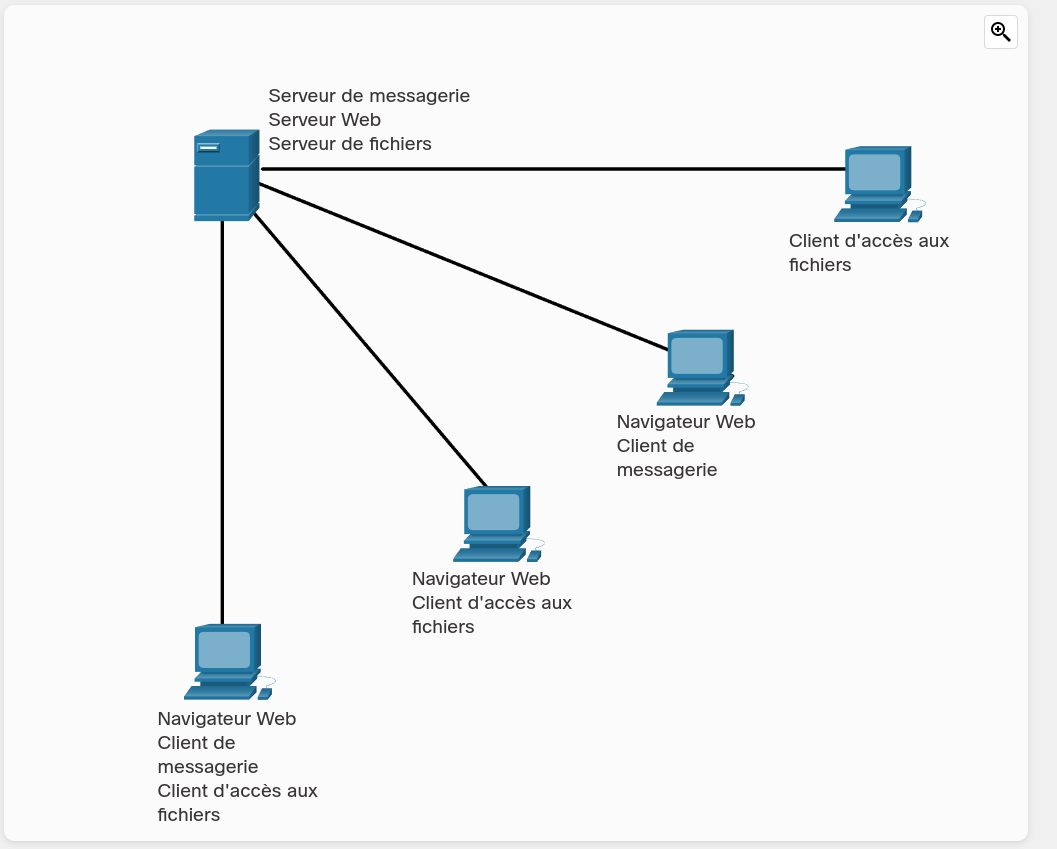 Serveur de messagerie
Serveur Web
Serveur de fichiers
Client d'accès aux
fichiers
Navigateur Web
Client de
messagerie
Navigateur Web
Client d'accès aux
fichiers
Navigateur Web
Client de
messagerie
Client d'accès aux
fichiers